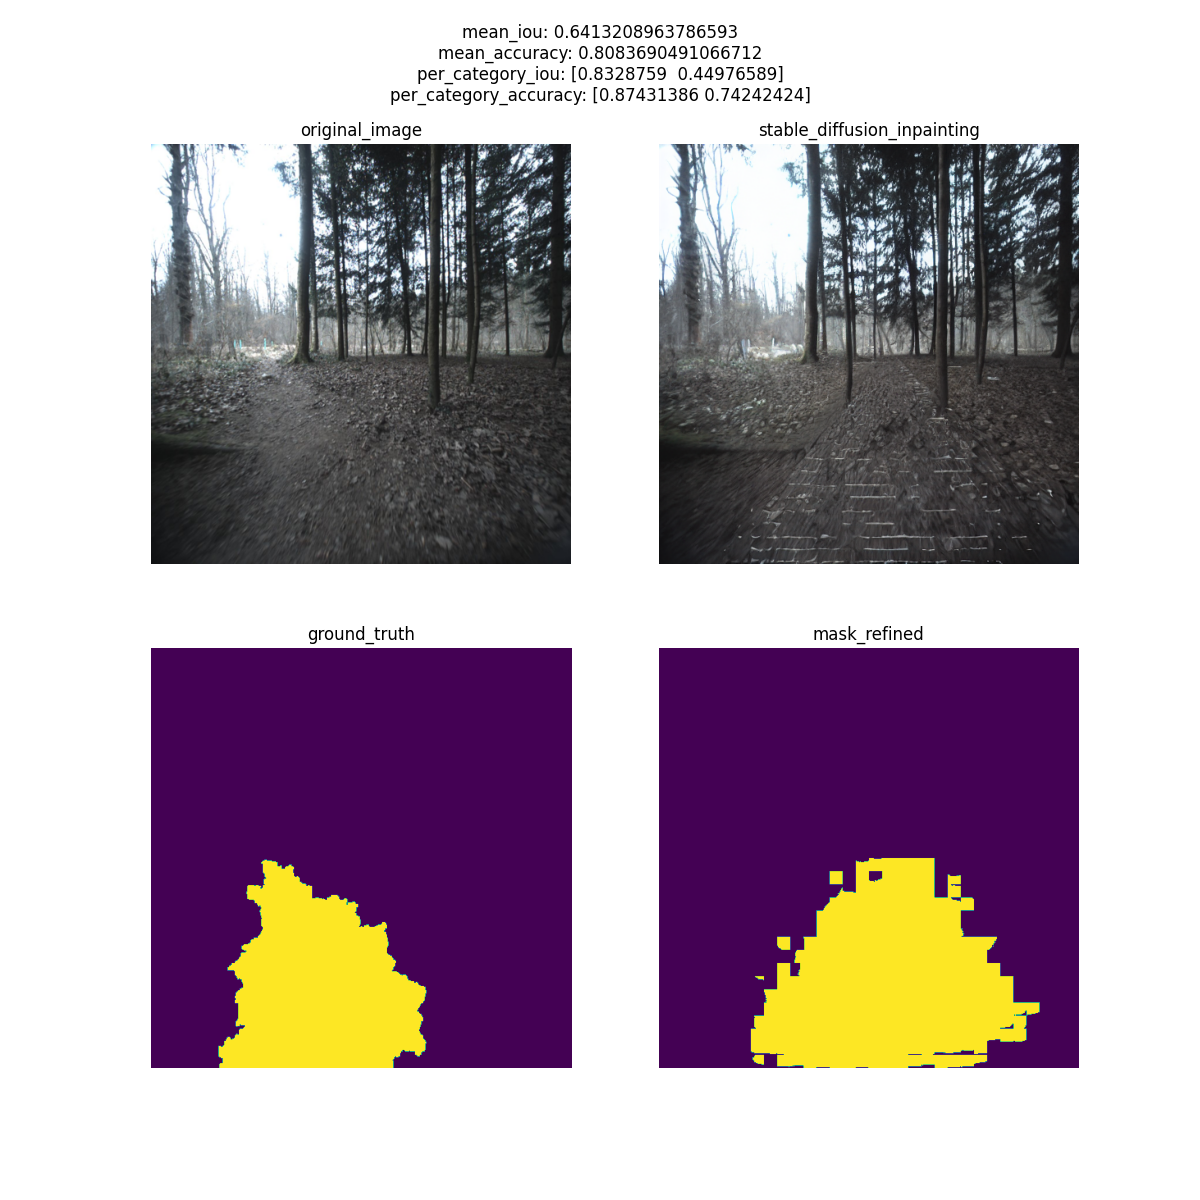 mean_iou: 0.6413208963786593
mean_accuracy: 0.8083690491066712
per_category_iou: [0.8328759  0.44976589]
per_category_accuracy: [0.87431386 0.74242424]
original_image
stable_diffusion_inpainting
ground_truth
mask_refined